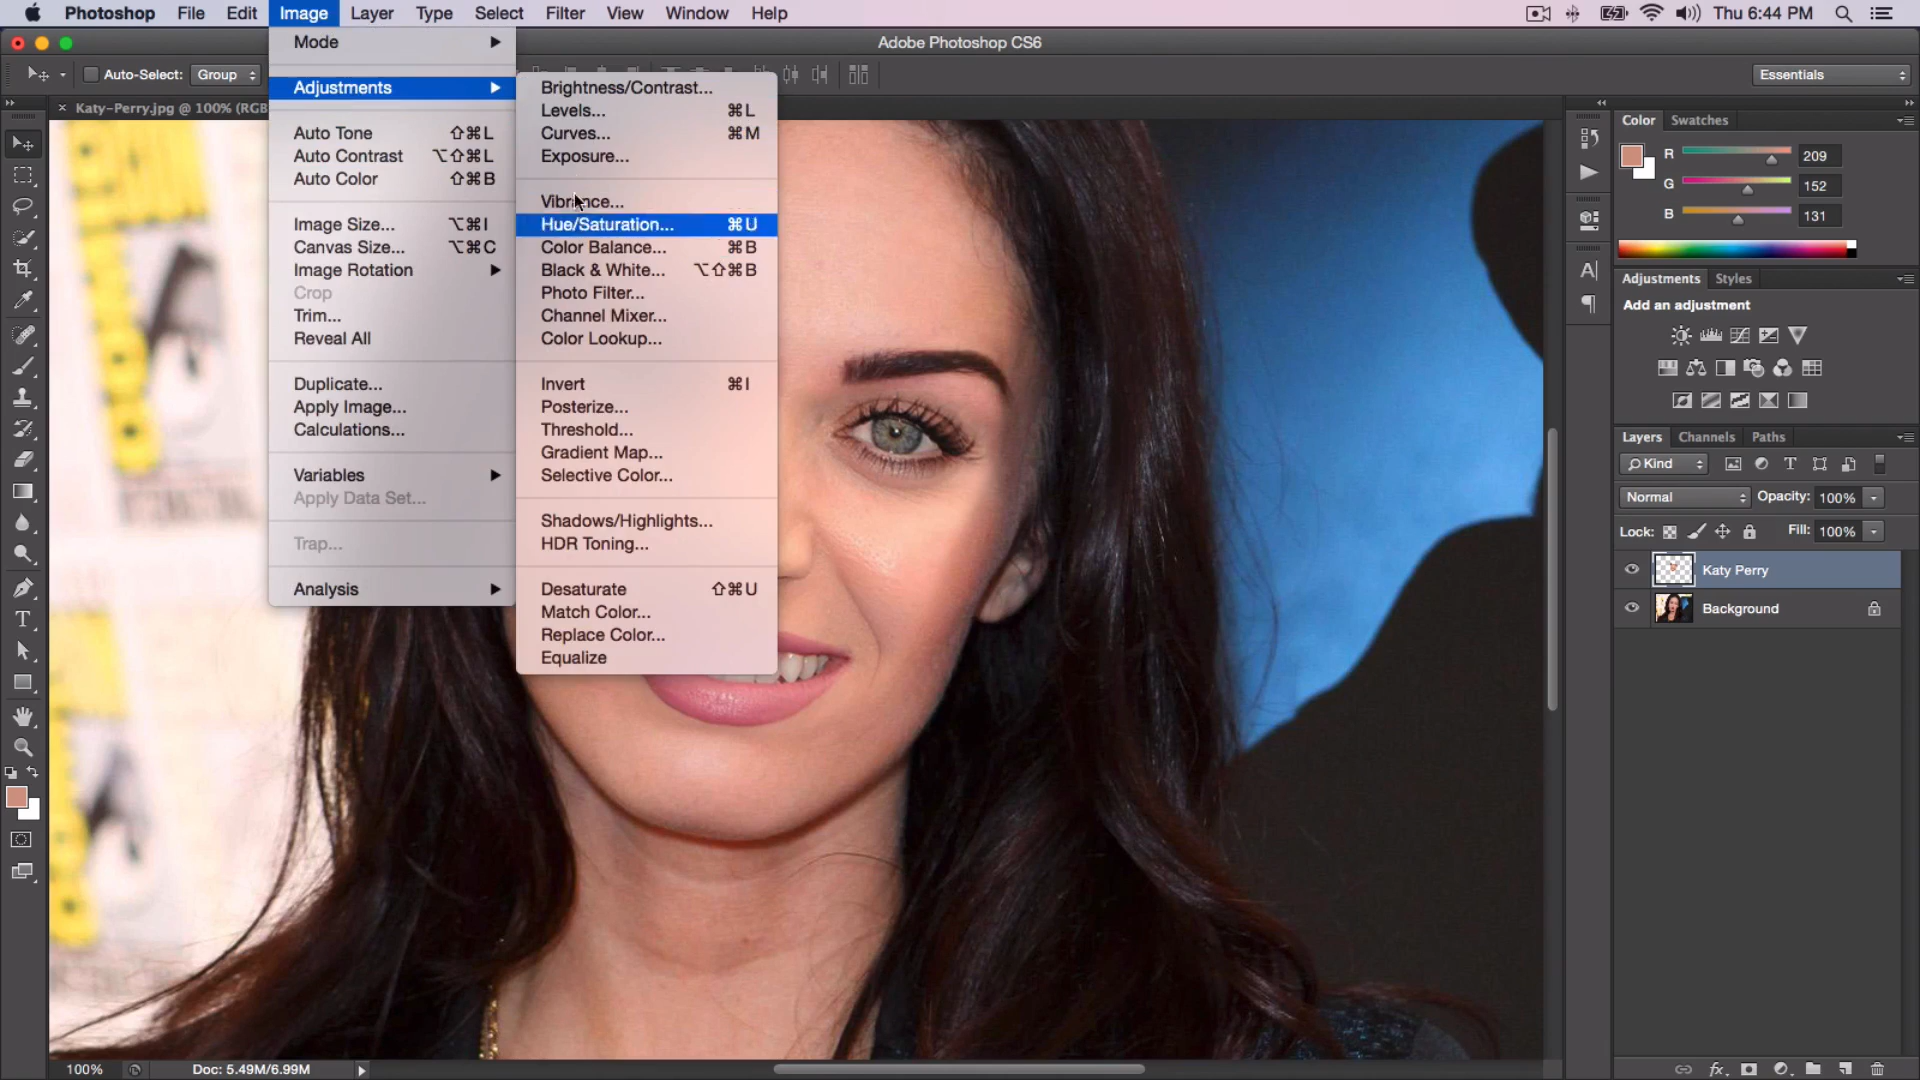 Photoshop File Edit Image Layer Type Select Filter View Window Help Thu 6:44 PM
Adobe Photoshop CS6
Auto-Select: Group Essentials
Katy-Perry.jpg @ 100% (RGB
Mode
Adjustments
Auto Tone ⇧⌘L
Auto Contrast ⌥⇧⌘L
Auto Color ⇧⌘B
Image Size... ⌥⌘I
Canvas Size... ⌥⌘C
Image Rotation
Crop
Trim...
Reveal All
Duplicate...
Apply Image...
Calculations...
Variables
Apply Data Set...
Trap...
Analysis
Brightness/Contrast...
Levels... ⌘L
Curves... ⌘M
Exposure...
Vibrance...
Hue/Saturation... ⌘U
Color Balance... ⌘B
Black & White... ⌥⇧⌘B
Photo Filter...
Channel Mixer...
Color Lookup...
Invert ⌘I
Posterize...
Threshold...
Gradient Map...
Selective Color...
Shadows/Highlights...
HDR Toning...
Desaturate ⇧⌘U
Match Color...
Replace Color...
Equalize
Color Swatches
R 209
G 152
B 131
Adjustments Styles
Add an adjustment
Layers Channels Paths
Kind
Normal Opacity: 100%
Lock: Fill: 100%
Katy Perry
Background
100% Doc: 5.49M/6.99M